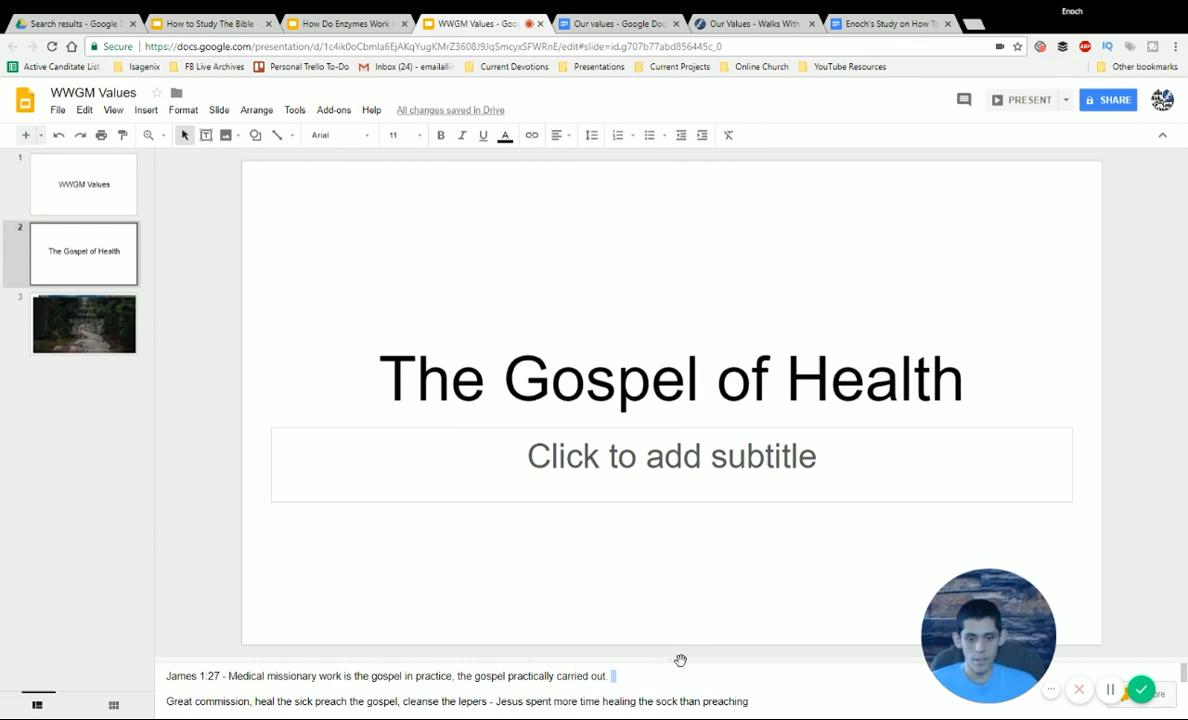 Enoch
Search results - Google D
How to Study The Bible -
How Do Enzymes Work I
WWGM Values - Goo
Our values - Google Doc
Our Values - Walks With
Enoch's Study on How To
Secure
https://docs.google.com/presentation/d/1c4ik0oCbmla6EjAKqYugKMrZ3608J9JqSmcyxSFWRnE/edit#slide=id.g707b77abd856445c_0
Active Canditate List
Isagenix
FB Live Archives
Personal Trello To-Do
Inbox (24) - emailalli
Current Devotions
Presentations
Current Projects
Online Church
YouTube Resources
Other bookmarks
WWGM Values
File Edit View Insert Format Slide Arrange Tools Add-ons Help All changes saved in Drive
PRESENT
SHARE
Arial
11
B I U A
1
WWGM Values
2
The Gospel of Health
3
The Gospel of Health
Click to add subtitle
James 1:27 - Medical missionary work is the gospel in practice, the gospel practically carried out.
Great commission, heal the sick preach the gospel, cleanse the lepers - Jesus spent more time healing the sock than preaching